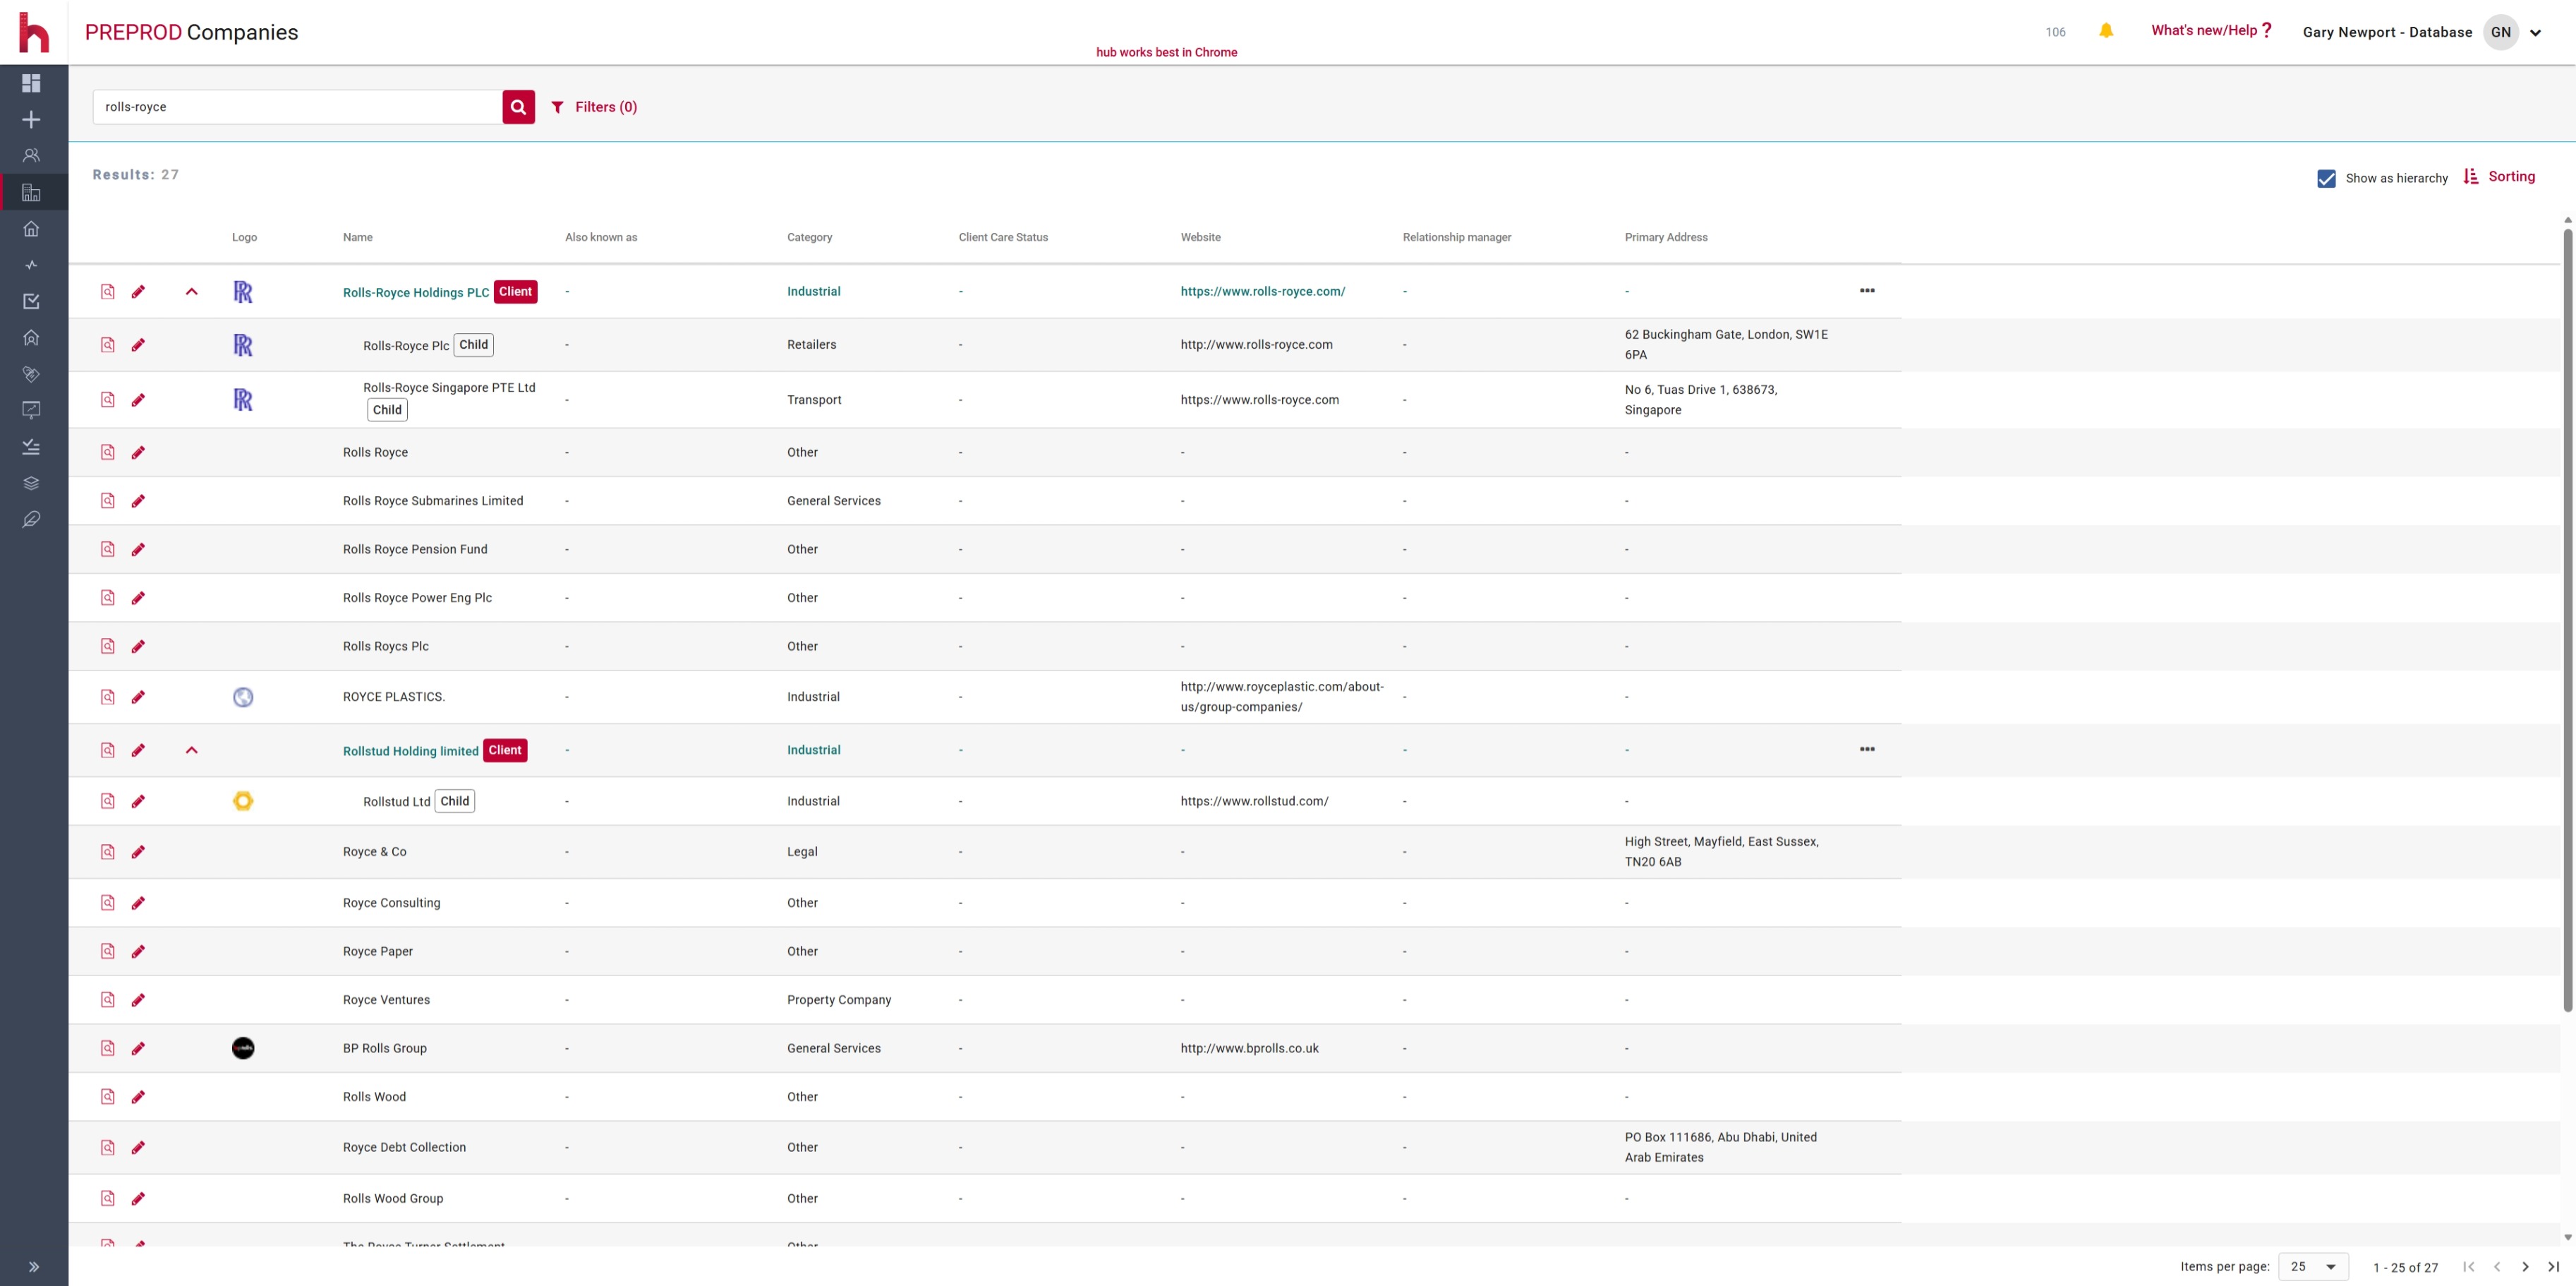 PREPROD Companies
hub works best in Chrome
106
What's new/Help ?
Gary Newport - Database GN
rolls-royce
Filters (0)
Results: 27
Show as hierarchy
Sorting
Logo Name Also known as Category Client Care Status Website Relationship manager Primary Address
Rolls-Royce Holdings PLC Client - Industrial - https://www.rolls-royce.com/ - -
Rolls-Royce Plc Child - Retailers - http://www.rolls-royce.com - 62 Buckingham Gate, London, SW1E
6PA
Rolls-Royce Singapore PTE Ltd
Child - Transport - https://www.rolls-royce.com - No 6, Tuas Drive 1, 638673,
Singapore
Rolls Royce - Other - - - -
Rolls Royce Submarines Limited - General Services - - - -
Rolls Royce Pension Fund - Other - - - -
Rolls Royce Power Eng Plc - Other - - - -
Rolls Roycs Plc - Other - - - -
ROYCE PLASTICS. - Industrial - http://www.royceplastic.com/about-
us/group-companies/ - -
Rollstud Holding limited Client - Industrial - - - -
Rollstud Ltd Child - Industrial - https://www.rollstud.com/ - -
Royce & Co - Legal - - - High Street, Mayfield, East Sussex,
TN20 6AB
Royce Consulting - Other - - - -
Royce Paper - Other - - - -
Royce Ventures - Property Company - - - -
BP Rolls Group - General Services - http://www.bprolls.co.uk - -
Rolls Wood - Other - - - -
Royce Debt Collection - Other - - - PO Box 111686, Abu Dhabi, United
Arab Emirates
Rolls Wood Group - Other - - - -
The Royce Turner Settlement Other
Items per page: 25 1 - 25 of 27